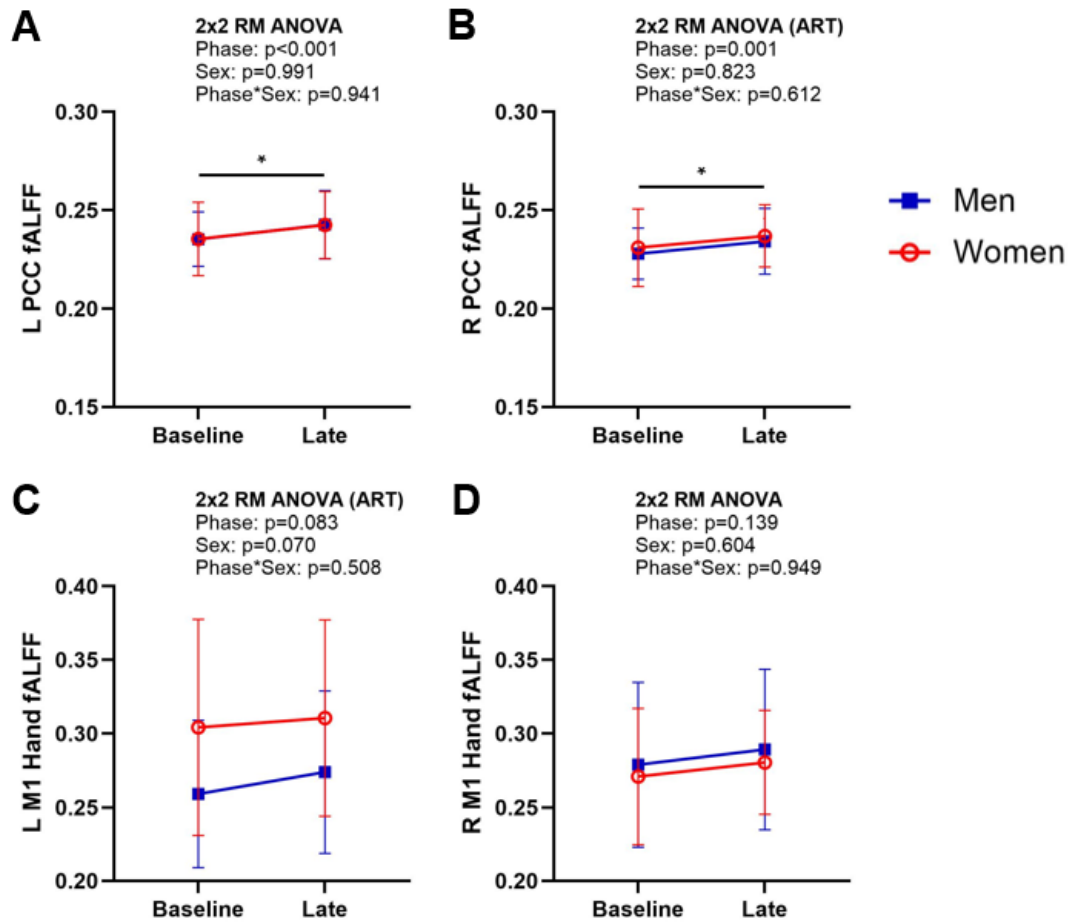 A
2x2 RM ANOVA
Phase: p<0.001
Sex: p=0.991
Phase*Sex: p=0.941
0.30
0.25
0.20
0.15
L PCC fALFF
*
Baseline Late
B
2x2 RM ANOVA (ART)
Phase: p=0.001
Sex: p=0.823
Phase*Sex: p=0.612
0.30
0.25
0.20
0.15
R PCC fALFF
*
Baseline Late
Men
Women
C
2x2 RM ANOVA (ART)
Phase: p=0.083
Sex: p=0.070
Phase*Sex: p=0.508
0.40
0.35
0.30
0.25
0.20
L M1 Hand fALFF
Baseline Late
D
2x2 RM ANOVA
Phase: p=0.139
Sex: p=0.604
Phase*Sex: p=0.949
0.40
0.35
0.30
0.25
0.20
R M1 Hand fALFF
Baseline Late